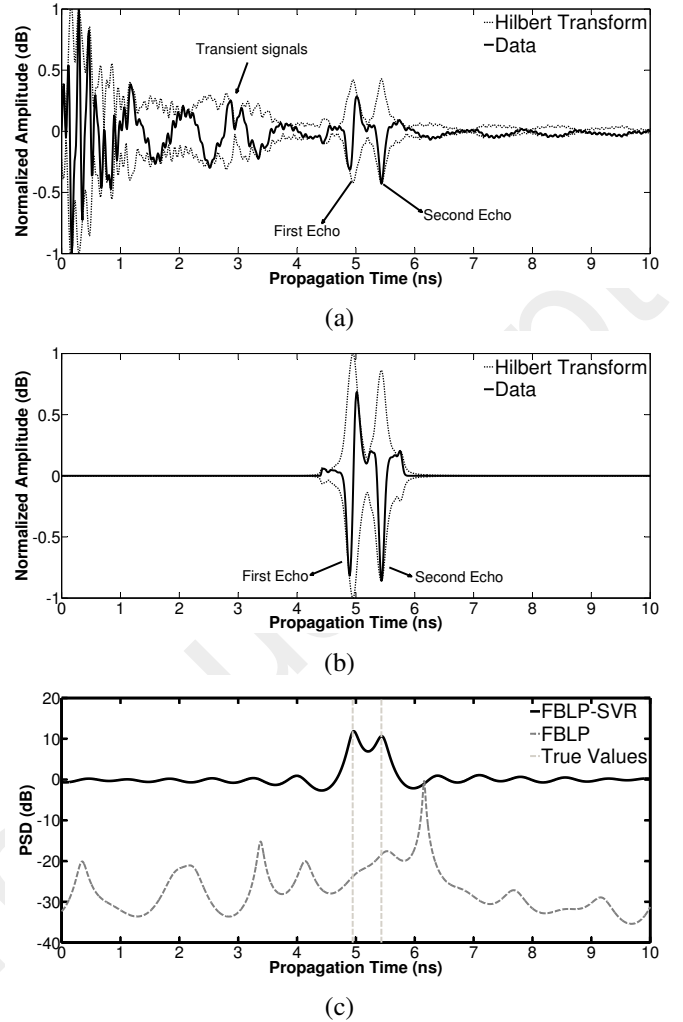 1
0.5
0
-0.5
-1
Normalized Amplitude (dB)
Transient signals
Hilbert Transform
Data
First Echo
Second Echo
0 1 2 3 4 5 6 7 8 9 10
Propagation Time (ns)
(a)
1
0.5
0
-0.5
-1
Normalized Amplitude (dB)
Hilbert Transform
Data
First Echo
Second Echo
0 1 2 3 4 5 6 7 8 9 10
Propagation Time (ns)
(b)
20
10
0
-10
-20
-30
-40
PSD (dB)
FBLP-SVR
FBLP
True Values
0 1 2 3 4 5 6 7 8 9 10
Propagation Time (ns)
(c)